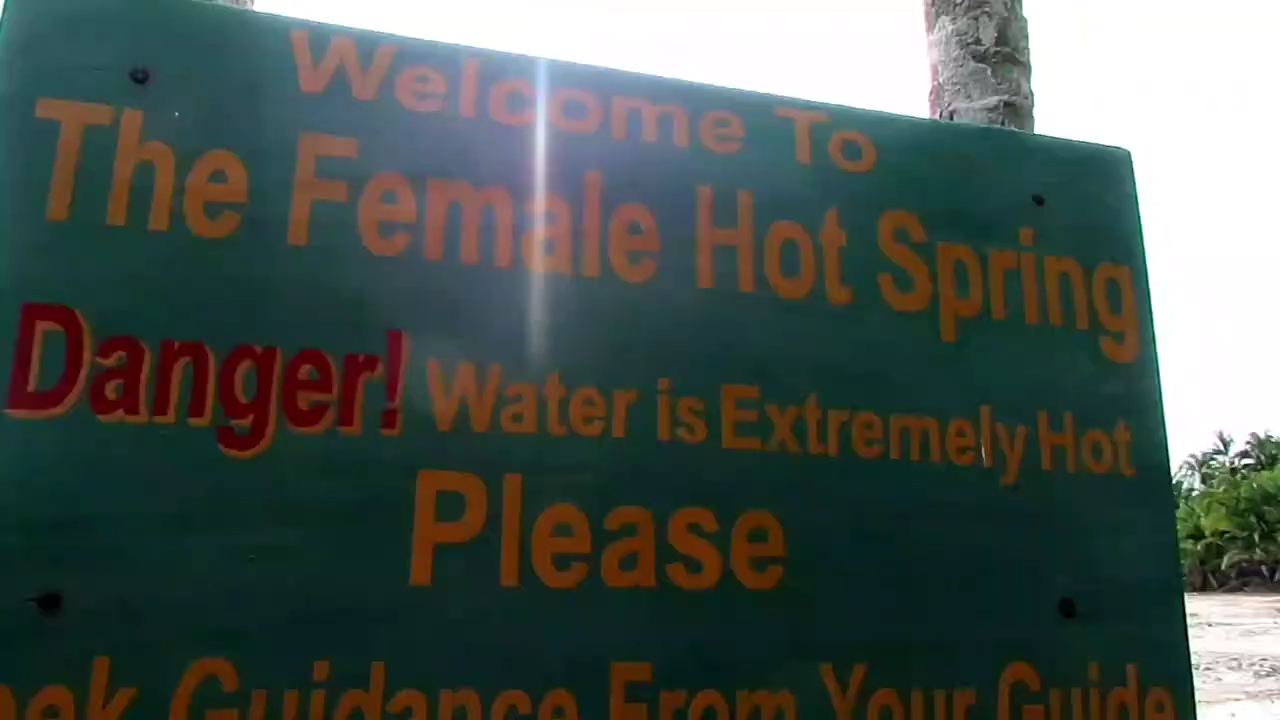 Welcome To
The Female Hot Spring
Danger! Water is Extremely Hot
Please
Guidance From Your Guide